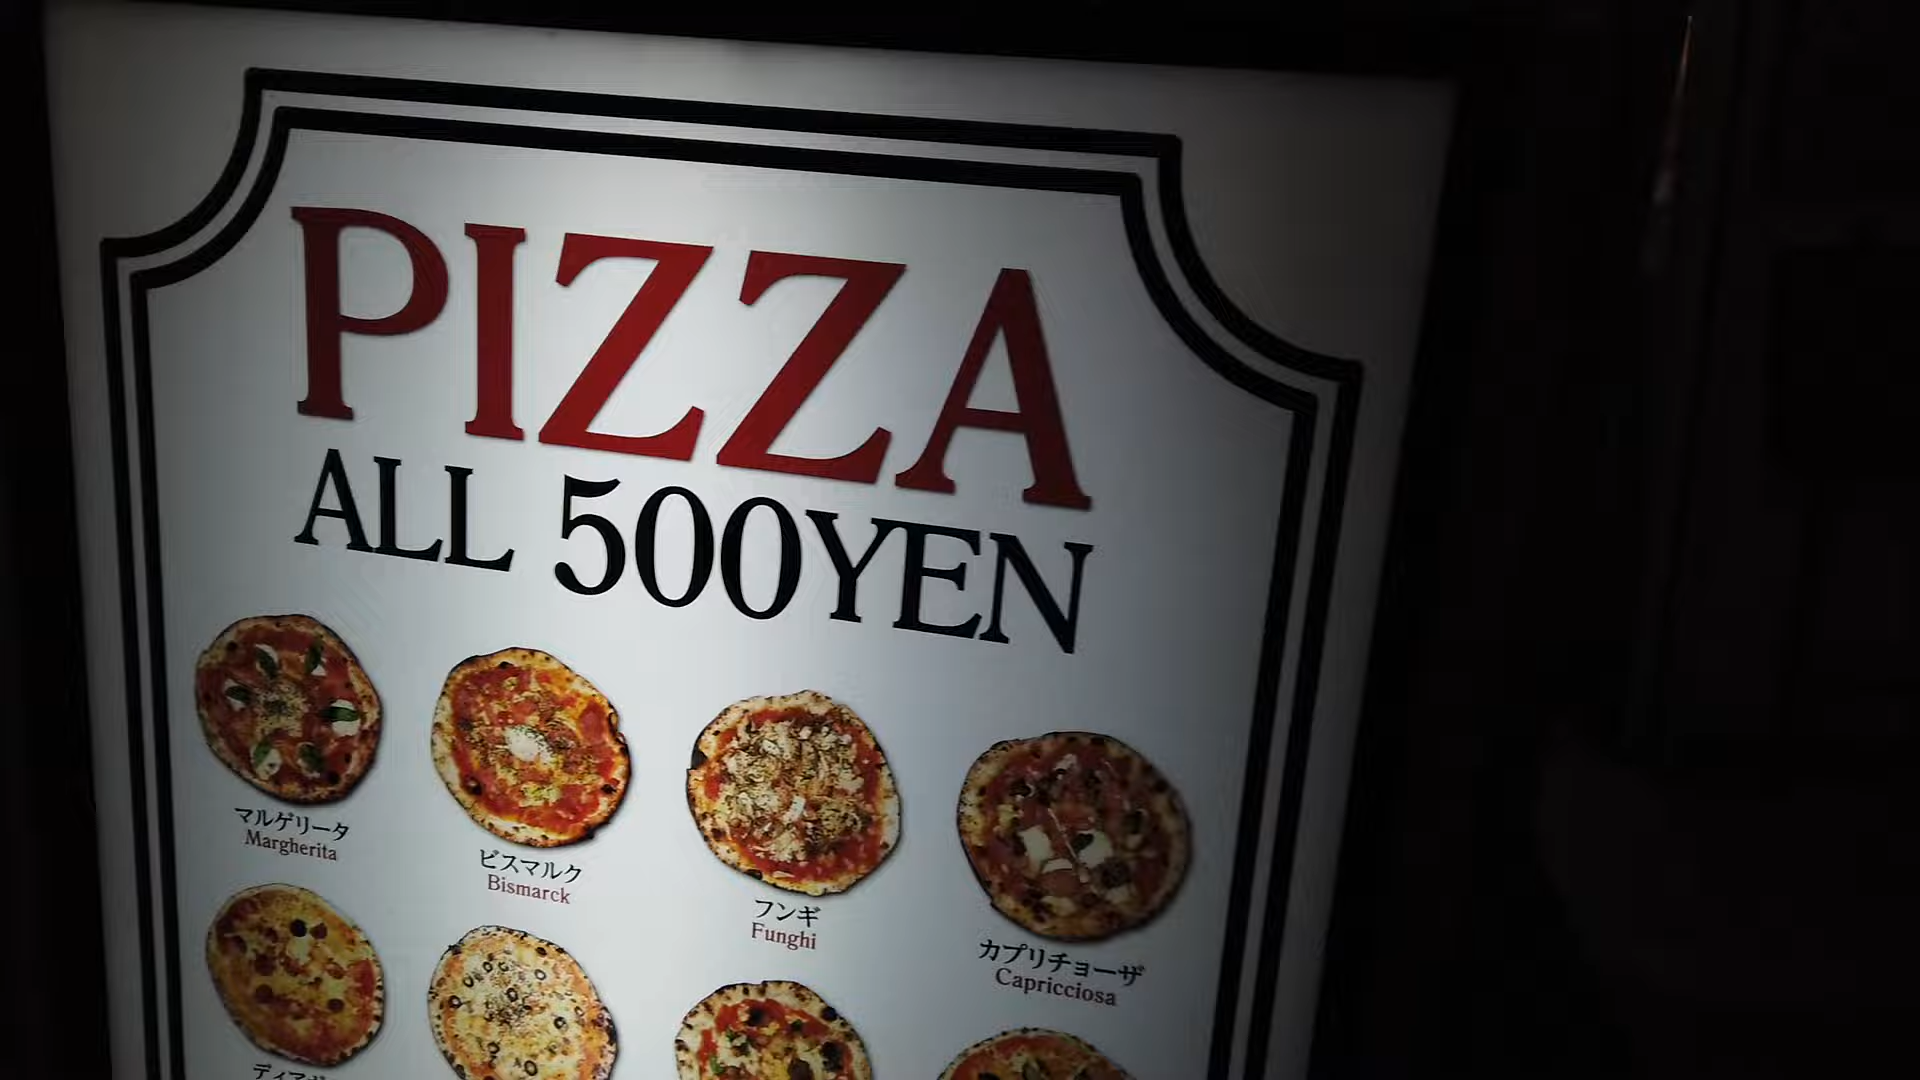 PIZZA
ALL 500YEN
マルゲリータ
Margherita
ビスマルク
Bismarck
フンギ
Funghi
カプリチョーザ
Capricciosa